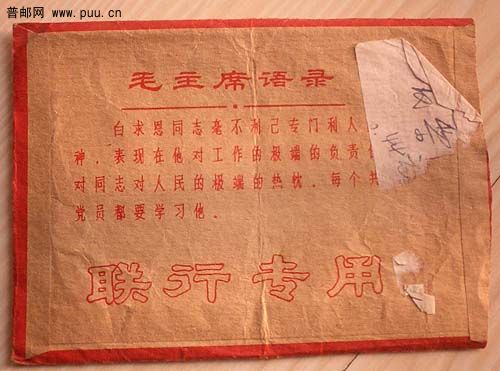 普邮网 www.puu.cn
毛主席语录
白求恩同志毫不利己专门利人
神，表现在他对工作的极端的负责
对同志对人民的极端的热忱．每个共
党员都要学习他．
联行专用